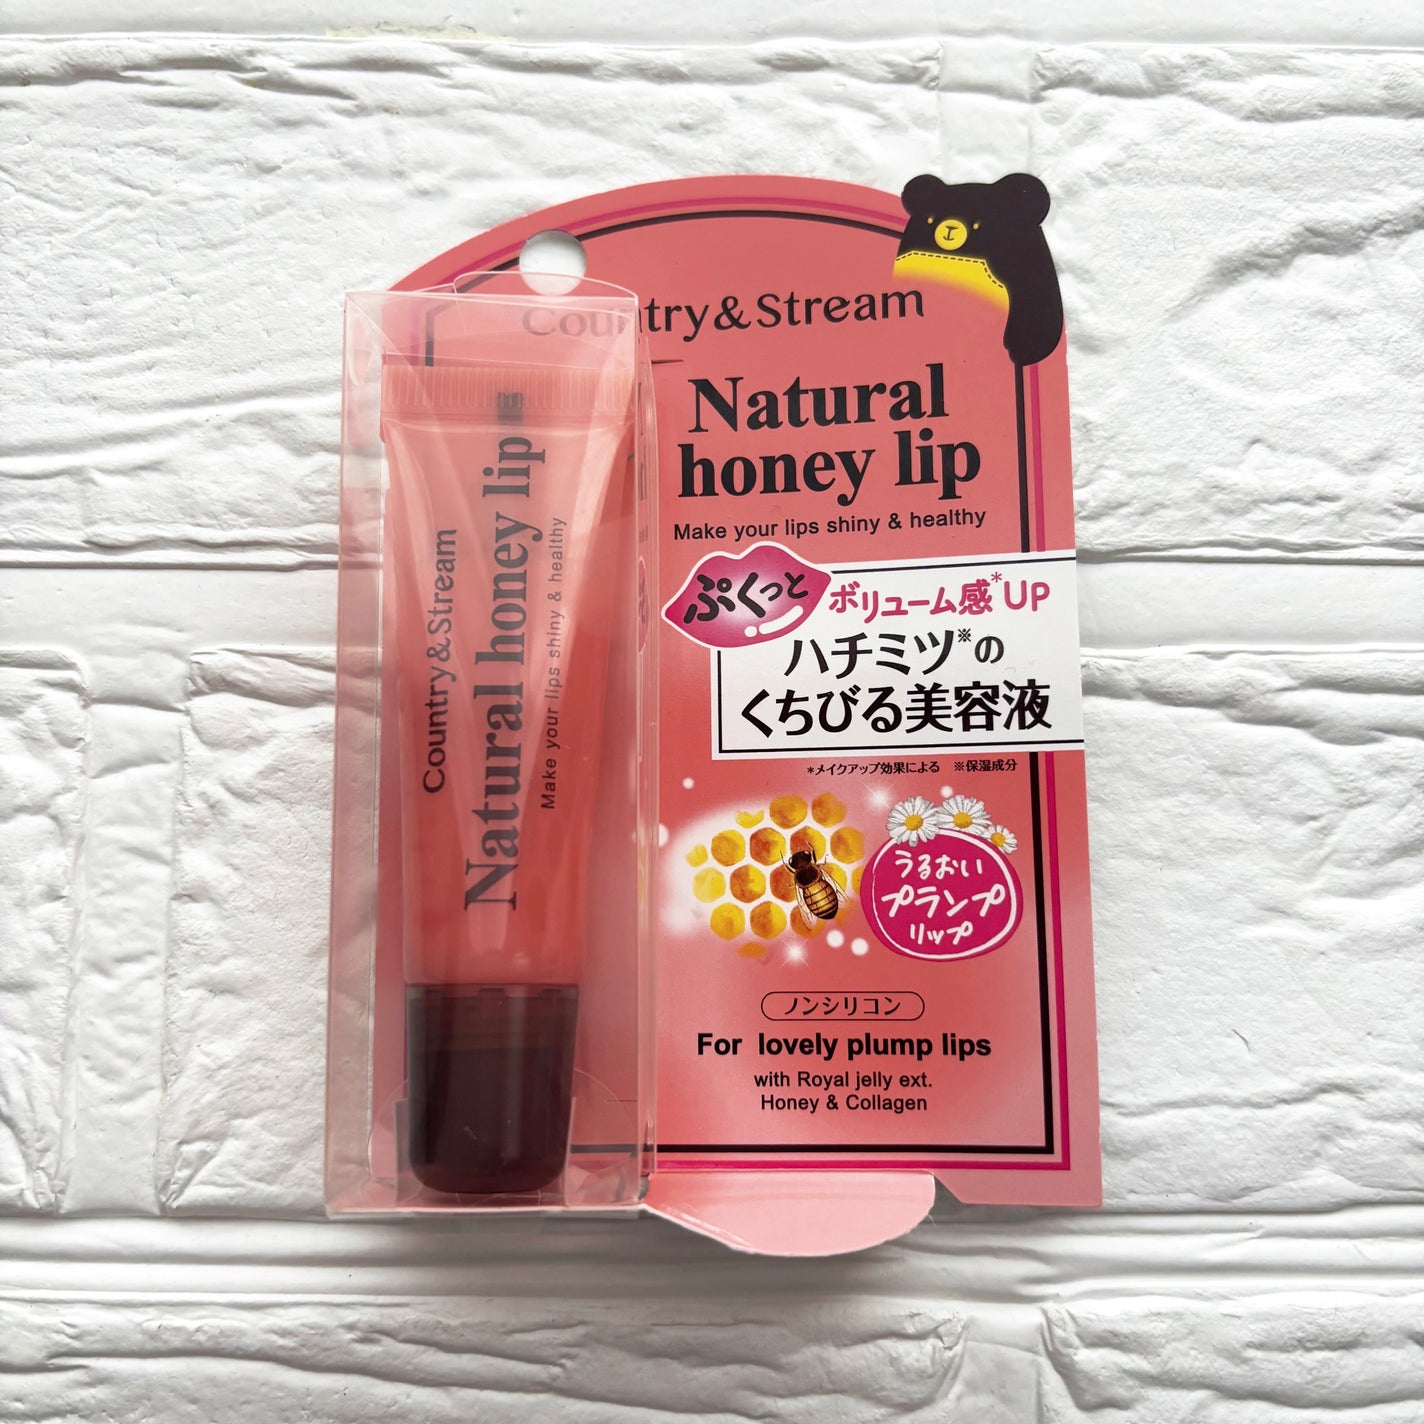 Country&Stream
Natural
honey lip
Make your lips shiny & healthy
ぷくっと
ボリューム感*UP
ハチミツ※の
くちびる美容液
*メイクアップ効果による ※保湿成分
うるおい
プランプ
リップ
ノンシリコン
For lovely plump lips
with Royal jelly ext.
Honey & Collagen
Country&Stream
Natural honey lip
Make your lips shiny & healthy